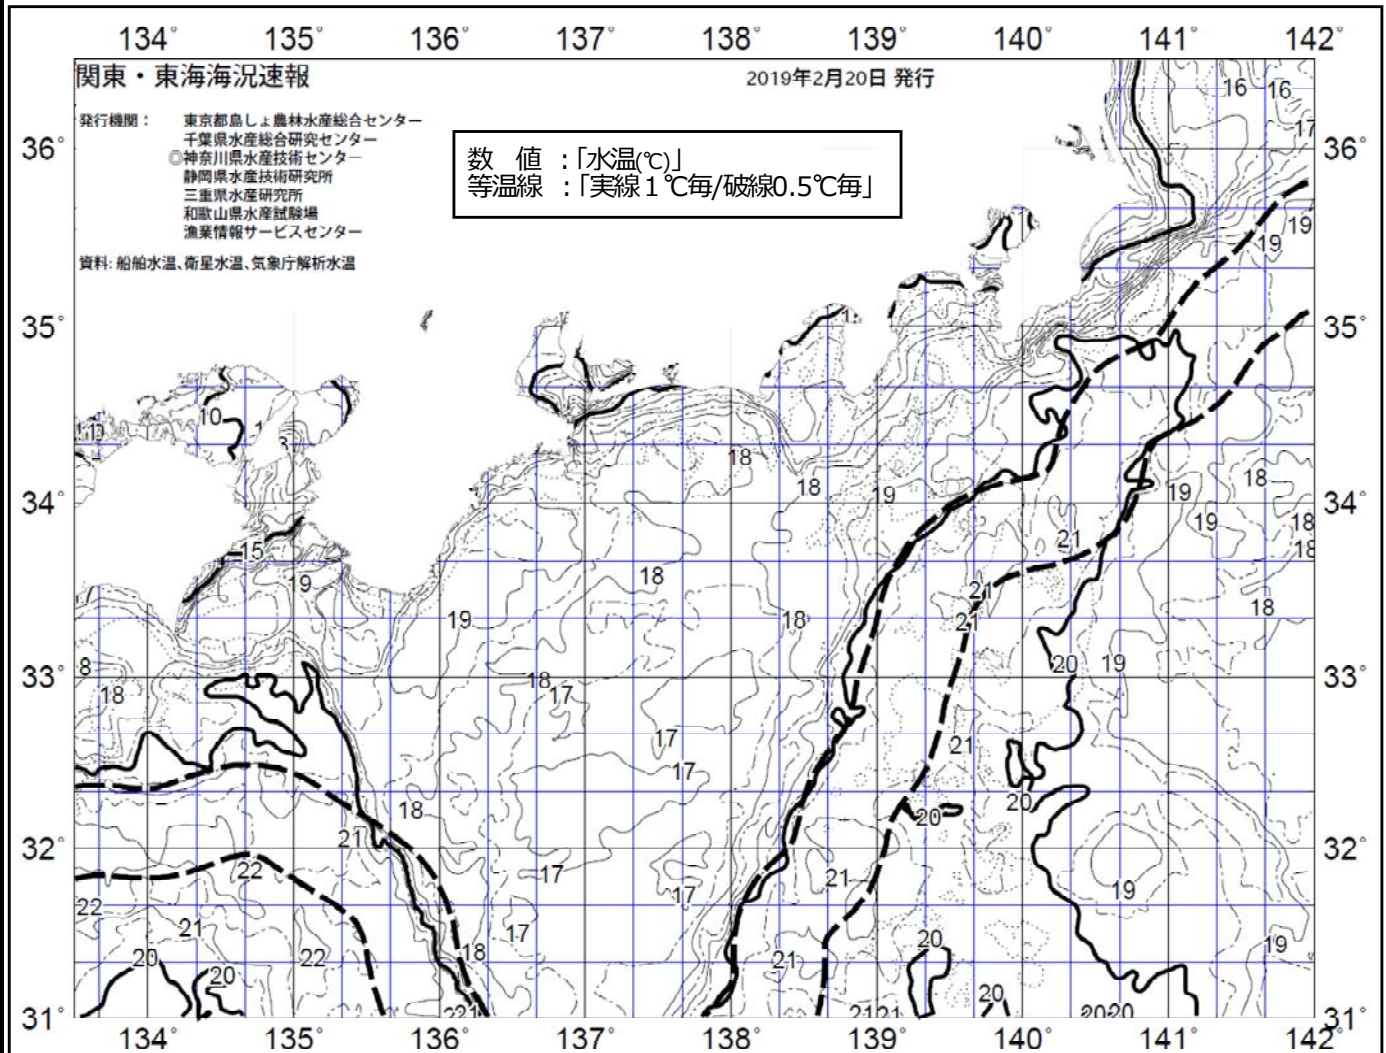 134° 135° 136° 137° 138° 139° 140° 141° 142°
関東・東海海況速報
2019年2月20日 発行
発行機関： 東京都島しょ農林水産総合センター
千葉県水産総合研究センター
◎神奈川県水産技術センター
静岡県水産技術研究所
三重県水産研究所
和歌山県水産試験場
漁業情報サービスセンター
資料: 船舶水温、衛星水温、気象庁解析水温
数 値 ：「水温(℃)」
等温線 ：「実線１℃毎/破線0.5℃毎」
16 16
17
36° 36°
19 19
35° 35°
10
18
18 19 19 18
34° 34°
19 18
15 21 18
19 18 21
19 18 21 18
33° 8 20 19 33°
18 18 17
17 21
17
18 20 20
32° 21 32°
22 17 21
22 17 19
21 17 20 19
20 18 21
22
20 20
31° 21 2121 2020 31°
134° 135° 136° 137° 138° 139° 140° 141° 142°